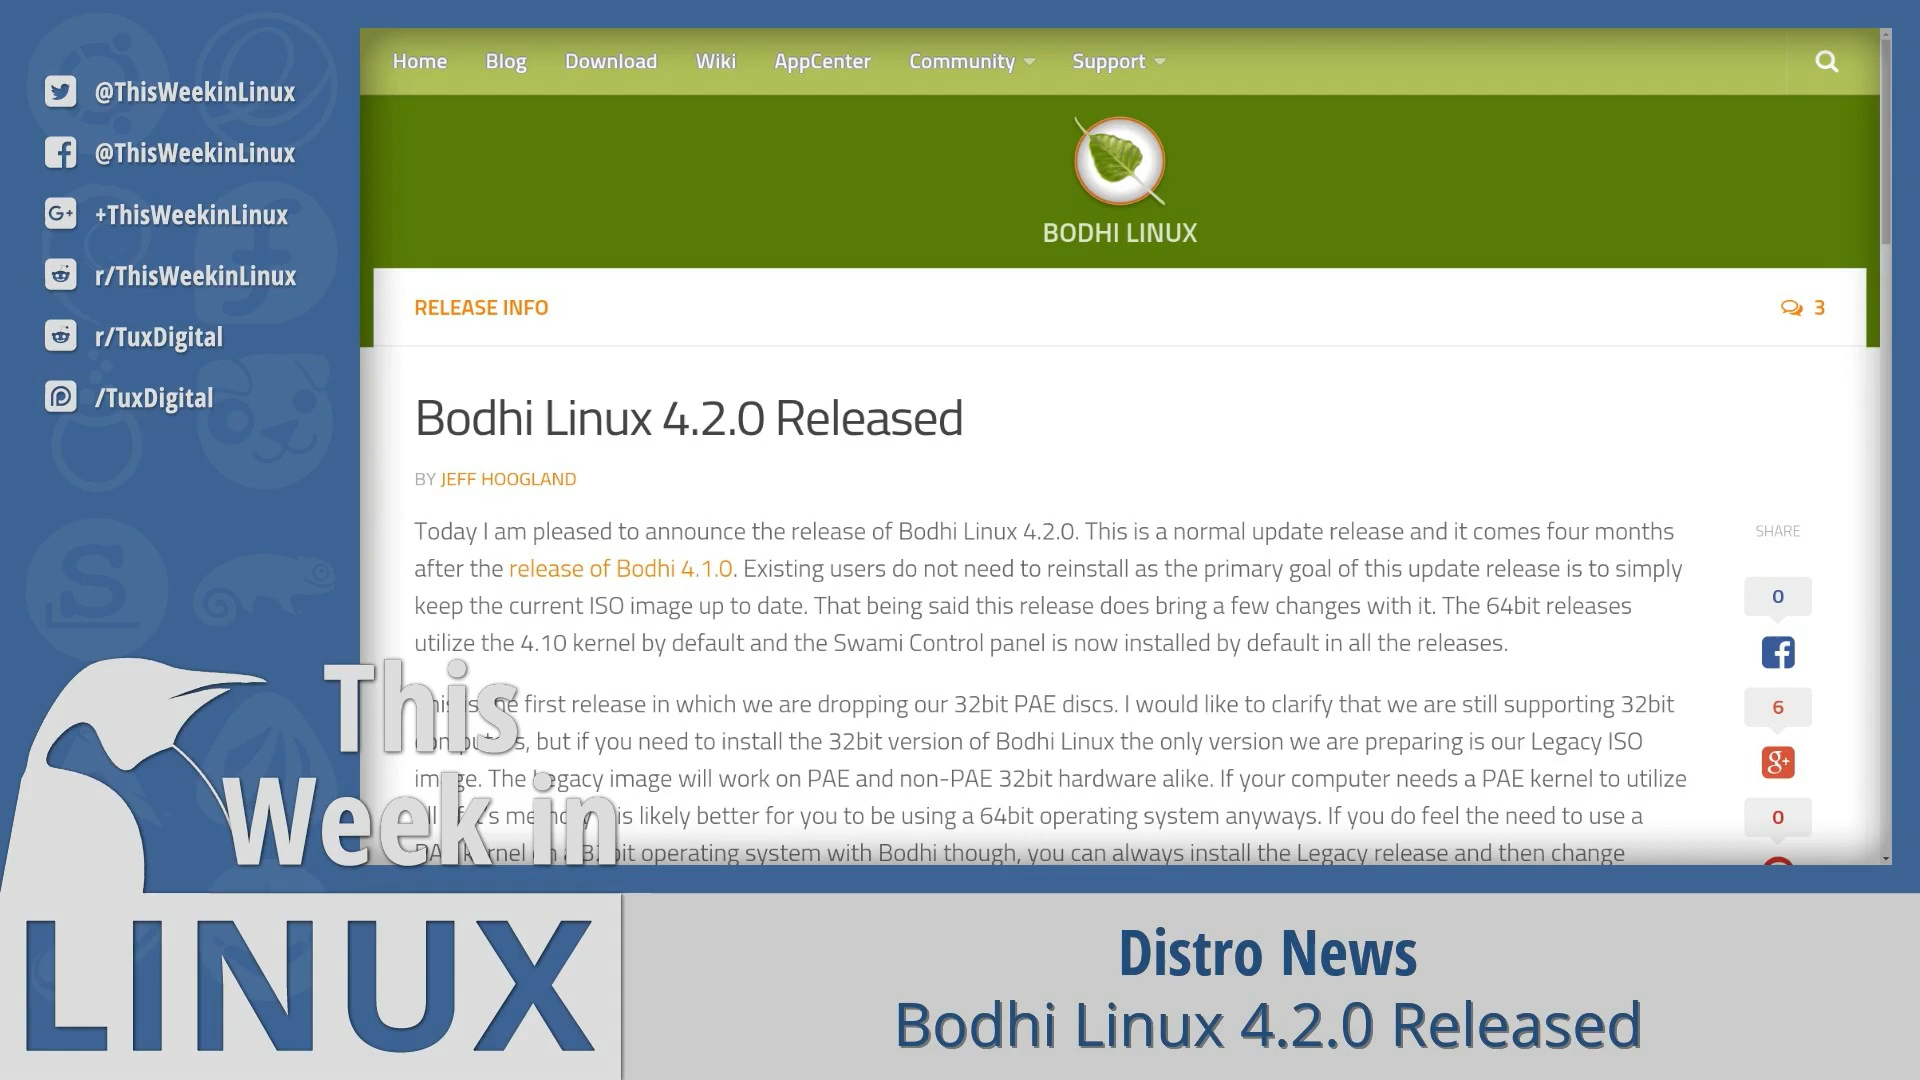 @ThisWeekinLinux
@ThisWeekinLinux
+ThisWeekinLinux
r/ThisWeekinLinux
r/TuxDigital
/TuxDigital
Home Blog Download Wiki AppCenter Community Support
BODHI LINUX
RELEASE INFO
3
Bodhi Linux 4.2.0 Released
BY JEFF HOOGLAND
Today I am pleased to announce the release of Bodhi Linux 4.2.0. This is a normal update release and it comes four months
after the release of Bodhi 4.1.0. Existing users do not need to reinstall as the primary goal of this update release is to simply
keep the current ISO image up to date. That being said this release does bring a few changes with it. The 64bit releases
utilize the 4.10 kernel by default and the Swami Control panel is now installed by default in all the releases.
first release in which we are dropping our 32bit PAE discs. I would like to clarify that we are still supporting 32bit
but if you need to install the 32bit version of Bodhi Linux the only version we are preparing is our Legacy ISO
image. The Legacy image will work on PAE and non-PAE 32bit hardware alike. If your computer needs a PAE kernel to utilize
is likely better for you to be using a 64bit operating system anyways. If you do feel the need to use a
operating system with Bodhi though, you can always install the Legacy release and then change
SHARE
0
6
g+
0
This
Week in
LINUX
Distro News
Bodhi Linux 4.2.0 Released